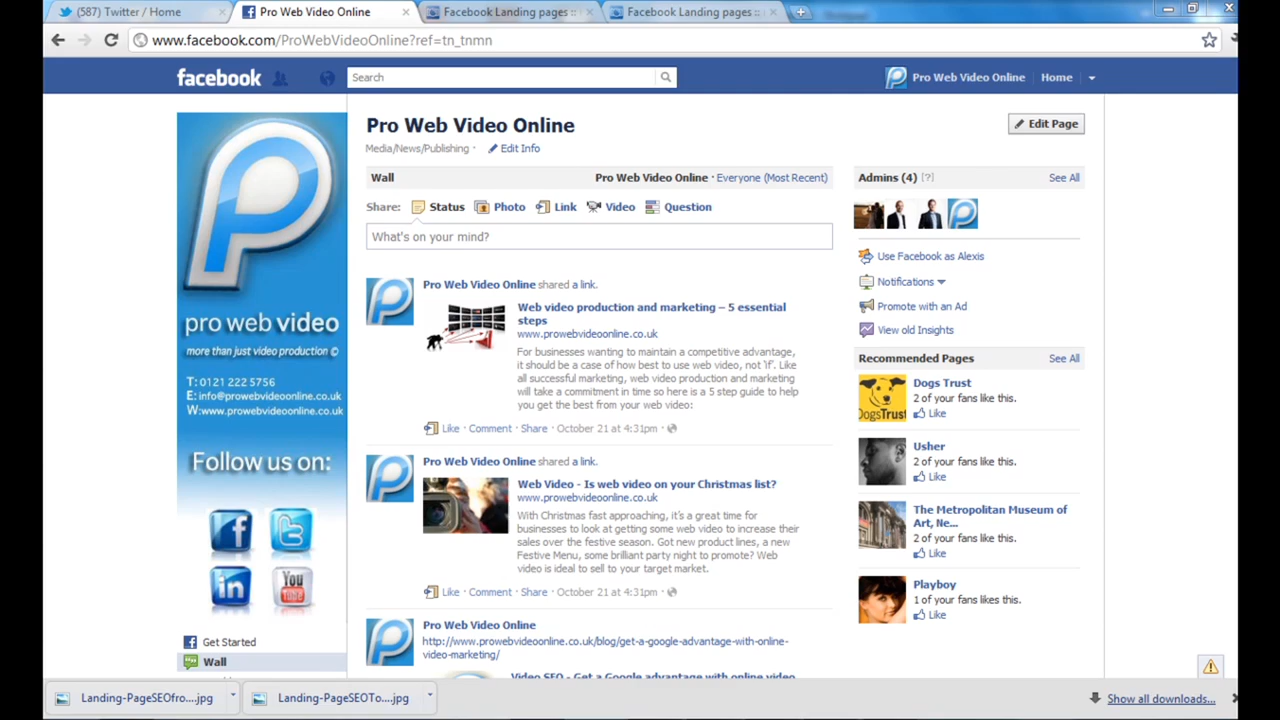 (587) Twitter / Home
Pro Web Video Online
Facebook Landing pages ::
Facebook Landing pages ::
www.facebook.com/ProWebVideoOnline?ref=tn_tnmn
facebook
Search
Pro Web Video Online
Home
Pro Web Video Online
Edit Page
Media/News/Publishing · Edit Info
Wall
Pro Web Video Online · Everyone (Most Recent)
Share: Status Photo Link Video Question
What's on your mind?
Pro Web Video Online shared a link.
Web video production and marketing – 5 essential
steps
www.prowebvideoonline.co.uk
For businesses wanting to maintain a competitive advantage,
it should be a case of how best to use web video, not 'if'. Like
all successful marketing, web video production and marketing
will take a commitment in time so here is a 5 step guide to help
you get the best from your web video:
Like · Comment · Share · October 21 at 4:31pm ·
Pro Web Video Online shared a link.
Web Video - Is web video on your Christmas list?
www.prowebvideoonline.co.uk
With Christmas fast approaching, it's a great time for
businesses to look at getting some web video to increase their
sales over the festive season. Got new product lines, a new
Festive Menu, some brilliant party night to promote? Web
video is ideal to sell to your target market.
Like · Comment · Share · October 21 at 4:31pm ·
Pro Web Video Online
http://www.prowebvideoonline.co.uk/blog/get-a-google-advantage-with-online-
video-marketing/
Video SEO - Get a Google advantage with online video
pro web video
more than just video production ©
T: 0121 222 5756
E: info@prowebvideoonline.co.uk
W:www.prowebvideoonline.co.uk
Follow us on:
f
t
in
You
Tube
Get Started
Wall
Admins (4) [?]
See All
Use Facebook as Alexis
Notifications
Promote with an Ad
View old Insights
Recommended Pages
See All
DogsTrust
Dogs Trust
2 of your fans like this.
Like
Usher
2 of your fans like this.
Like
The Metropolitan Museum of
Art, Ne...
2 of your fans like this.
Like
Playboy
1 of your fans likes this.
Like
Landing-PageSEOfro....jpg
Landing-PageSEOTo....jpg
Show all downloads...